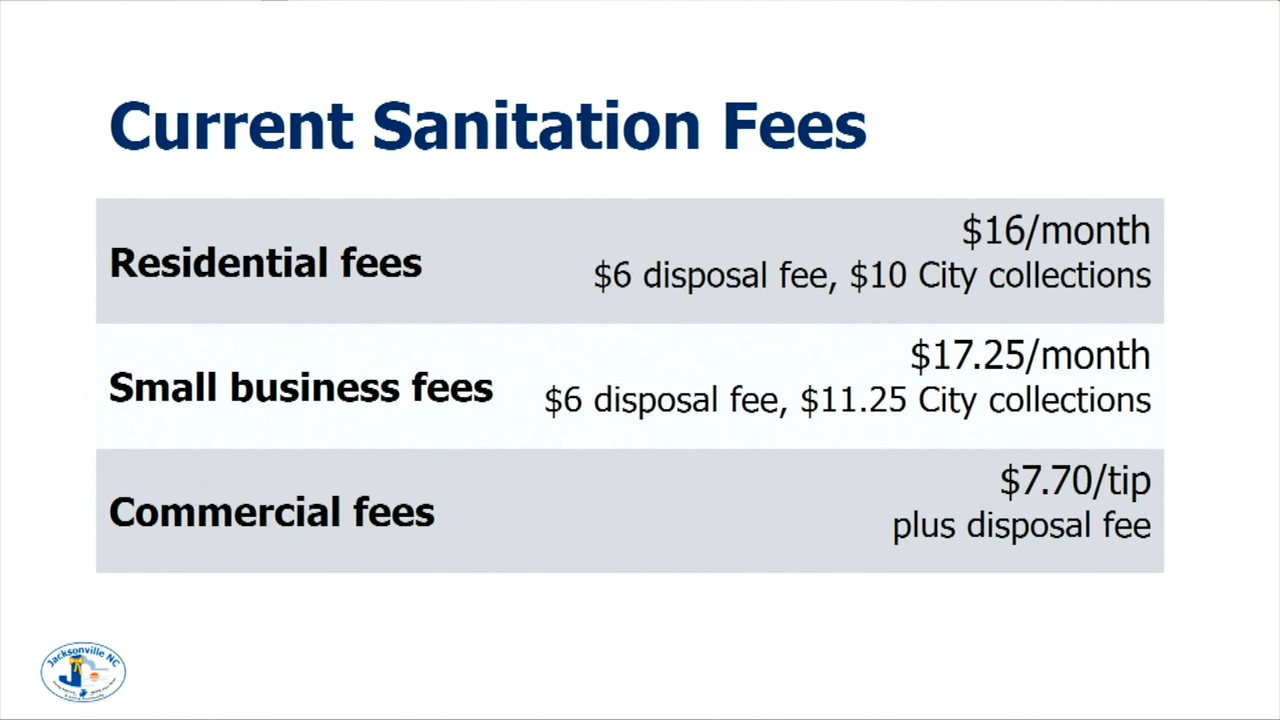 Current Sanitation Fees
Residential fees
$16/month
$6 disposal fee, $10 City collections
Small business fees
$17.25/month
$6 disposal fee, $11.25 City collections
Commercial fees
$7.70/tip
plus disposal fee
Jacksonville NC